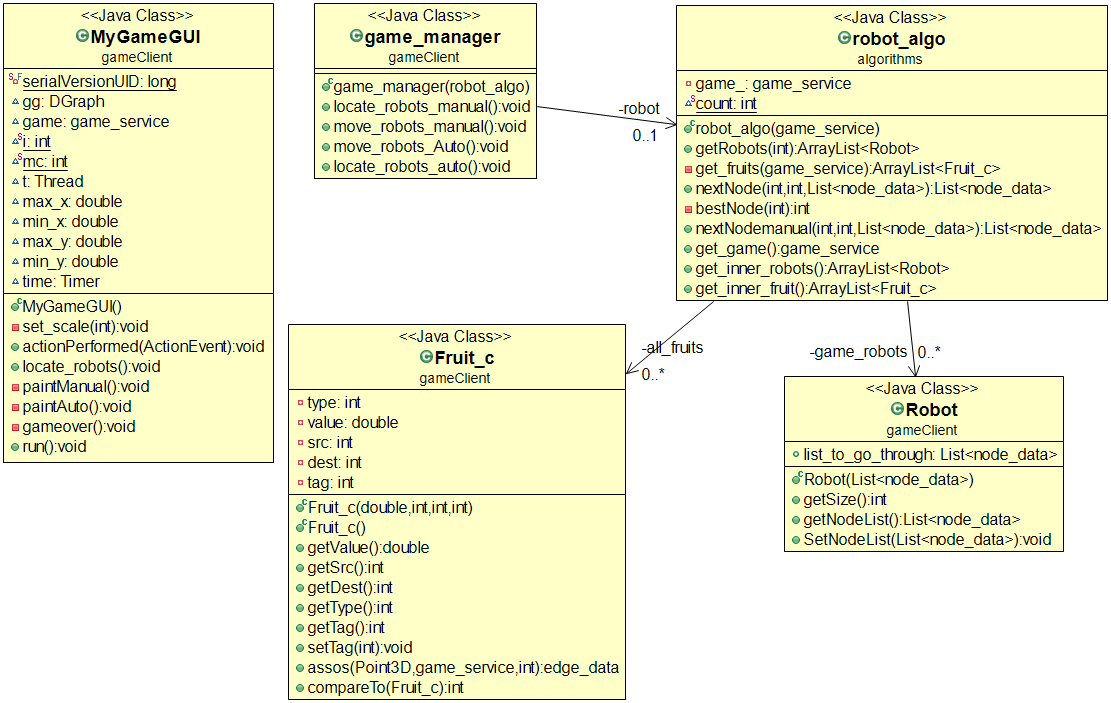 <<Java Class>>
MyGameGUI
gameClient
serialVersionUID: long
gg: DGraph
game: game_service
i: int
mc: int
t: Thread
max_x: double
min_x: double
max_y: double
min_y: double
time: Timer
MyGameGUI()
set_scale(int):void
actionPerformed(ActionEvent):void
locate_robots():void
paintManual():void
paintAuto():void
gameover():void
run():void
<<Java Class>>
game_manager
gameClient
game_manager(robot_algo)
locate_robots_manual():void
move_robots_manual():void
move_robots_Auto():void
locate_robots_auto():void
-robot
0..1
<<Java Class>>
robot_algo
algorithms
game_: game_service
count: int
robot_algo(game_service)
getRobots(int):ArrayList<Robot>
get_fruits(game_service):ArrayList<Fruit_c>
nextNode(int,int,List<node_data>):List<node_data>
bestNode(int):int
nextNodemanual(int,int,List<node_data>):List<node_data>
get_game():game_service
get_inner_robots():ArrayList<Robot>
get_inner_fruit():ArrayList<Fruit_c>
-all_fruits
0..*
-game_robots
0..*
<<Java Class>>
Fruit_c
gameClient
type: int
value: double
src: int
dest: int
tag: int
Fruit_c(double,int,int,int)
Fruit_c()
getValue():double
getSrc():int
getDest():int
getType():int
getTag():int
setTag(int):void
assos(Point3D,game_service,int):edge_data
compareTo(Fruit_c):int
<<Java Class>>
Robot
gameClient
list_to_go_through: List<node_data>
Robot(List<node_data>)
getSize():int
getNodeList():List<node_data>
SetNodeList(List<node_data>):void